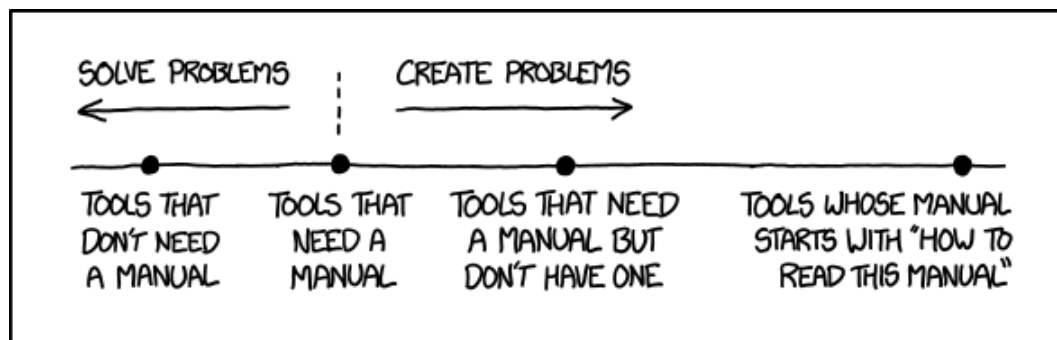 SOLVE PROBLEMS
CREATE PROBLEMS
TOOLS THAT
DON'T NEED
A MANUAL
TOOLS THAT
NEED A
MANUAL
TOOLS THAT NEED
A MANUAL BUT
DON'T HAVE ONE
TOOLS WHOSE MANUAL
STARTS WITH "HOW TO
READ THIS MANUAL"